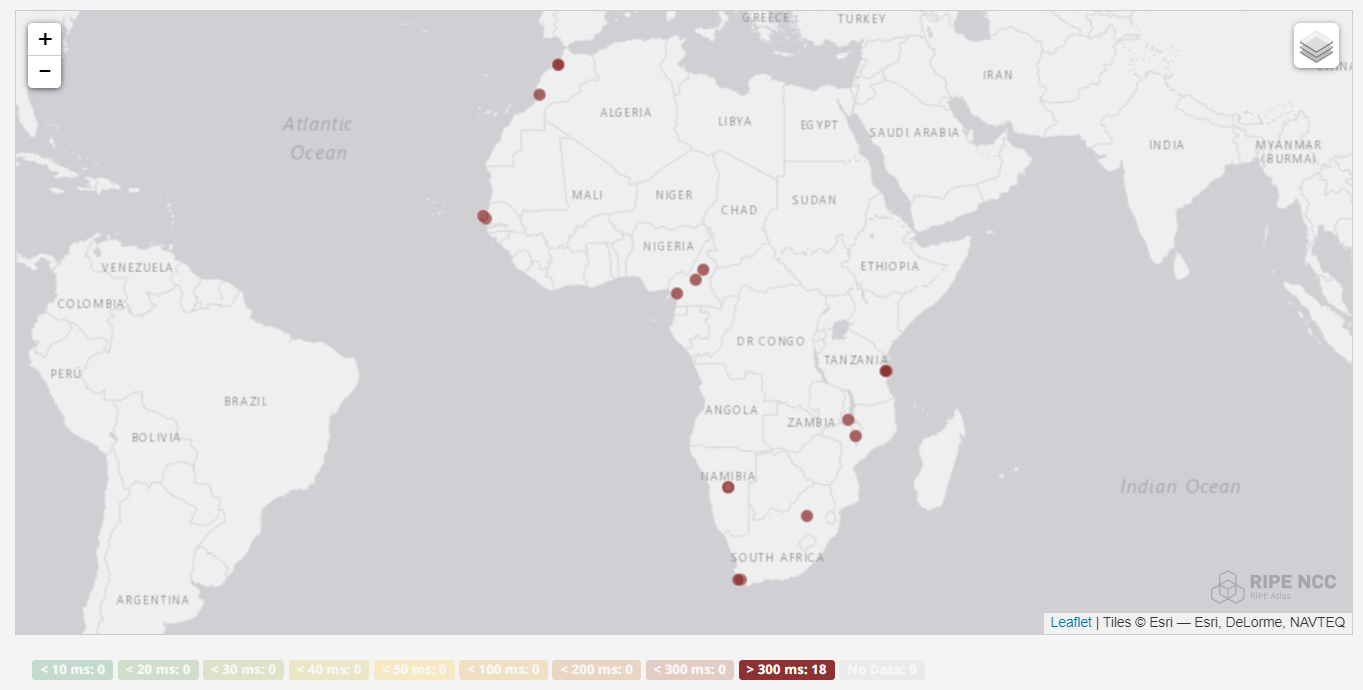 +
−
GREECE
TURKEY
IRAN
ALGERIA
LIBYA
EGYPT
SAUDI ARABIA
INDIA
MYANMAR
(BURMA)
Atlantic
Ocean
MALI
NIGER
CHAD
SUDAN
NIGERIA
ETHIOPIA
VENEZUELA
COLOMBIA
DR CONGO
TANZANIA
PERÚ
BRAZIL
ANGOLA
ZAMBIA
BOLIVIA
NAMIBIA
Indian Ocean
SOUTH AFRICA
ARGENTINA
RIPE NCC
RIPE Atlas
Leaflet | Tiles © Esri — Esri, DeLorme, NAVTEQ
< 10 ms: 0 < 20 ms: 0 < 30 ms: 0 < 40 ms: 0 < 50 ms: 0 < 100 ms: 0 < 200 ms: 0 < 300 ms: 0 > 300 ms: 18 No Data: 0